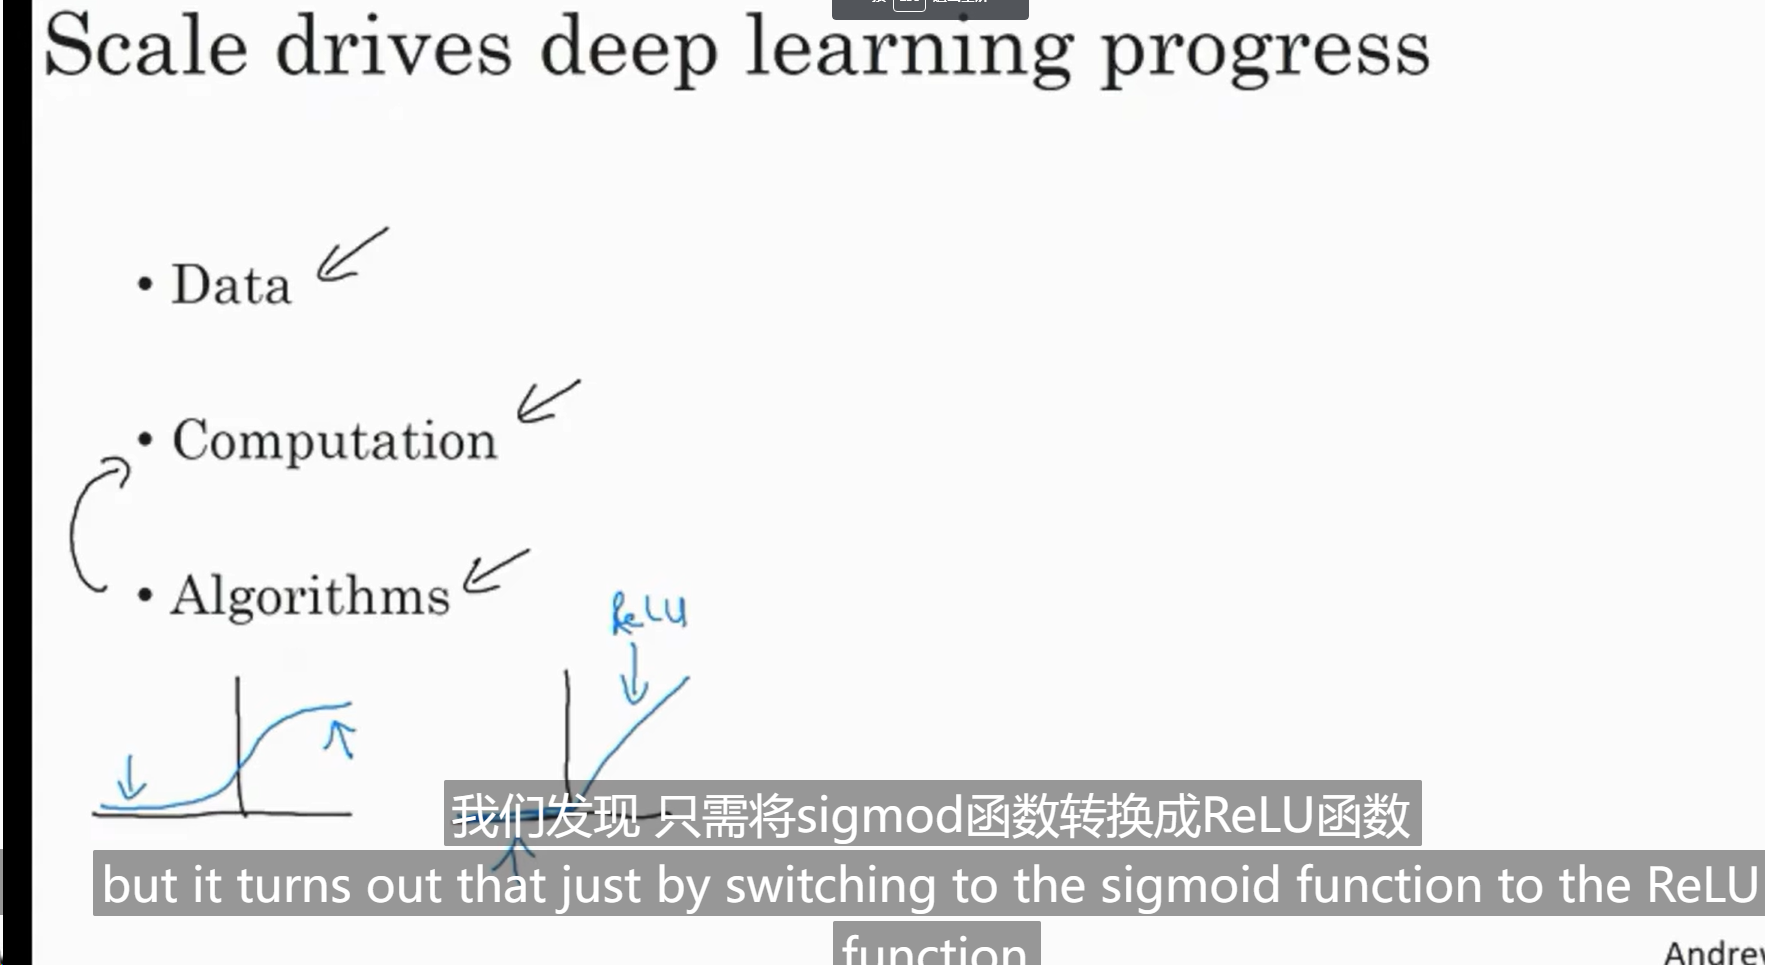 Scale drives deep learning progress
• Data
• Computation
• Algorithms
ReLU
我们发现 只需将sigmod函数转换成ReLU函数
but it turns out that just by switching to the sigmoid function to the ReLU
function
Andrew